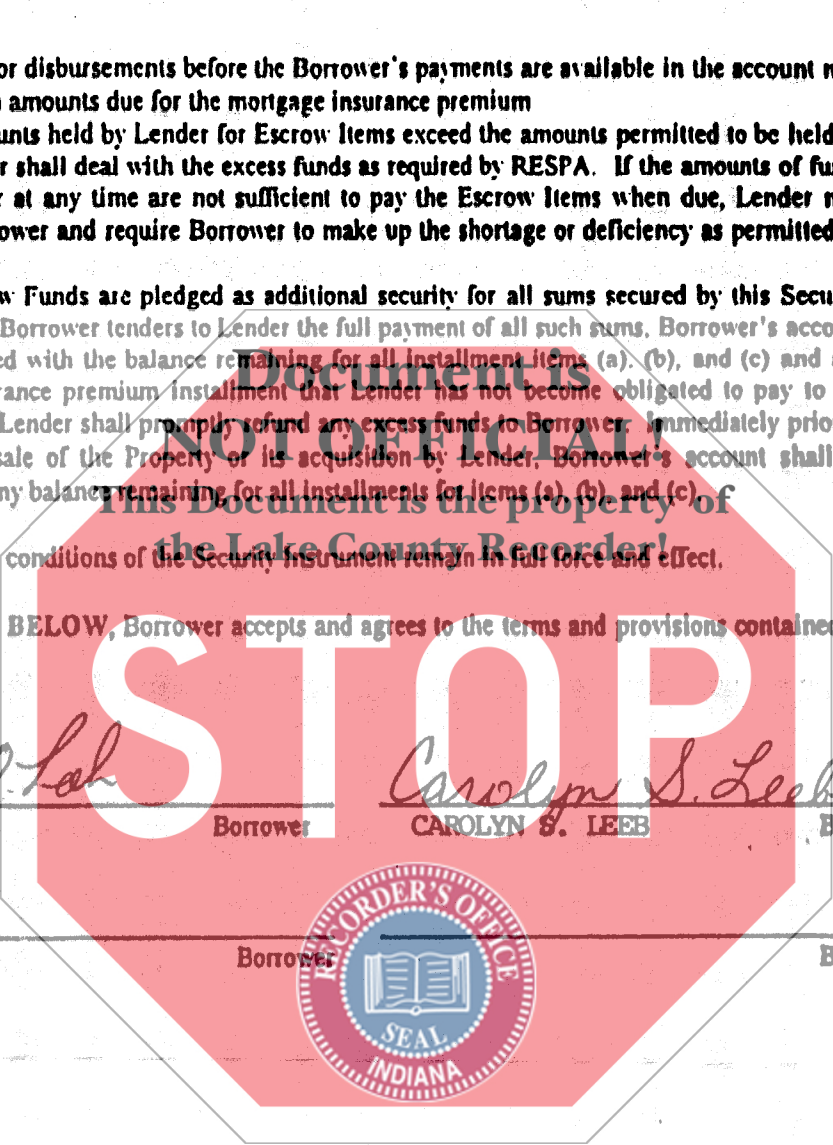 or disbursements before the Borrower's payments are available in the account m
amounts due for the mortgage insurance premium
unts held by Lender for Escrow Items exceed the amounts permitted to be held
r shall deal with the excess funds as required by RESPA. If the amounts of fu
r at any time are not sufficient to pay the Escrow Items when due, Lender m
ower and require Borrower to make up the shortage or deficiency as permitted
w Funds are pledged as additional security for all sums secured by this Secu
Borrower tenders to Lender the full payment of all such sums, Borrower's acco
ed with the balance remaining for all installment items (a). (b), and (c) and
Document is
rance premium installment that Lender has not become obligated to pay to
Lender shall promptly refund any excess funds to Borrower. Immediately prio
NOT OFFICIAL!
sale of the Property or its acquisition by Lender, Borrower's account shall
ny balance remaining for all installments for items (a), (b), and (c).
This Document is the property of
the Lake County Recorder!
conditions of the Security Instrument remain in full force and effect.
BELOW, Borrower accepts and agrees to the terms and provisions contained
STOP
Carolyn S. Leeb
Borrower CAROLYN S. LEEB B
Borrower B
RECORDER'S OFFICE
SEAL
INDIANA